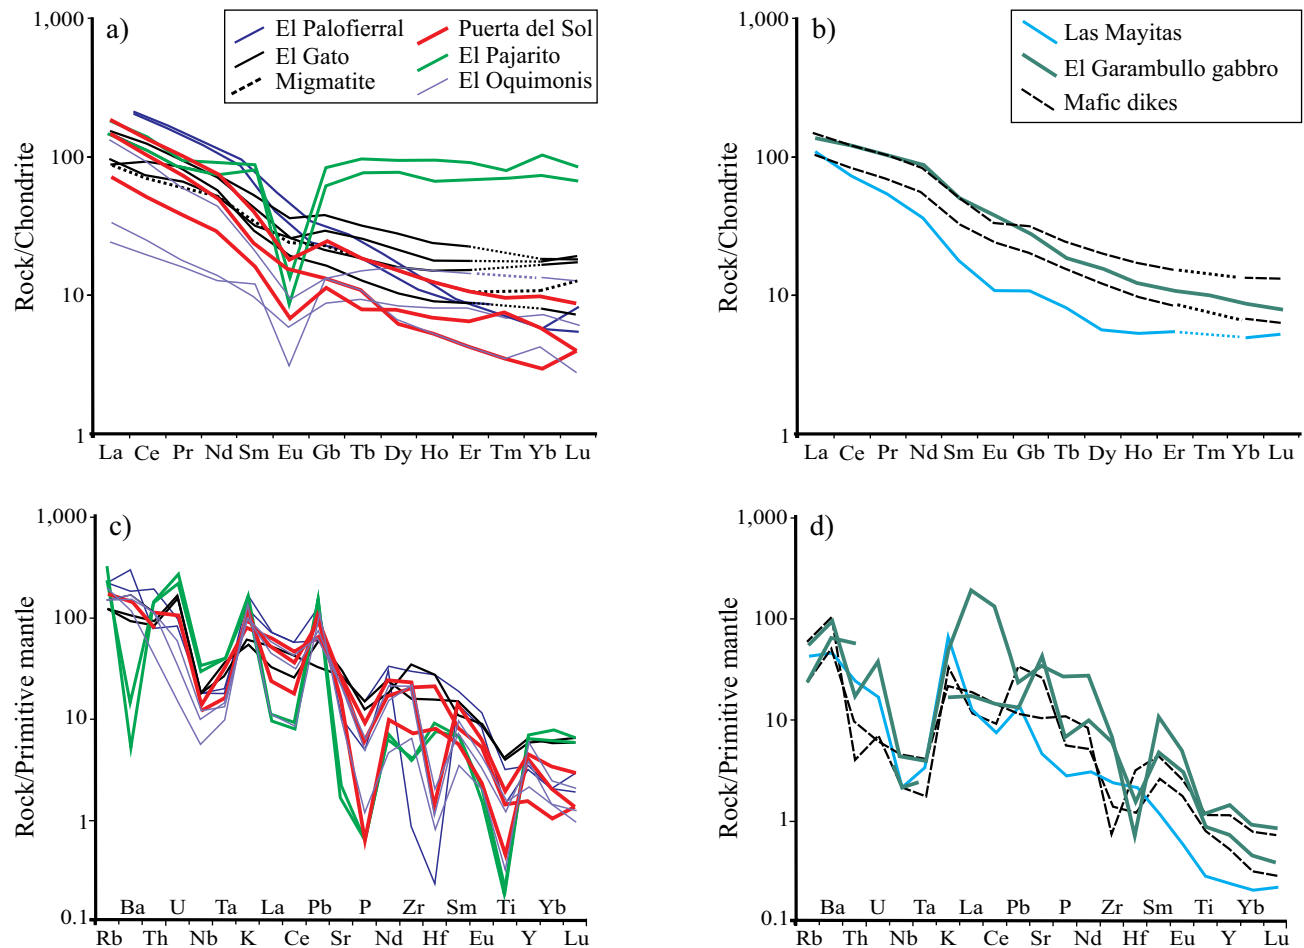 a)
El Palofierral
El Gato
Migmatite
Puerta del Sol
El Pajarito
El Oquimonis
Rock/Chondrite
1,000
100
10
1
La Ce Pr Nd Sm Eu Gb Tb Dy Ho Er Tm Yb Lu
b)
Las Mayitas
El Garambullo gabbro
Mafic dikes
Rock/Chondrite
1,000
100
10
1
La Ce Pr Nd Sm Eu Gb Tb Dy Ho Er Tm Yb Lu
c)
Rock/Primitive mantle
1,000
100
10
1
0.1
Ba U Ta La Pb P Zr Sm Ti Yb
Rb Th Nb K Ce Sr Nd Hf Eu Y Lu
d)
Rock/Primitive mantle
1,000
100
10
1
0.1
Ba U Ta La Pb P Zr Sm Ti Yb
Rb Th Nb K Ce Sr Nd Hf Eu Y Lu